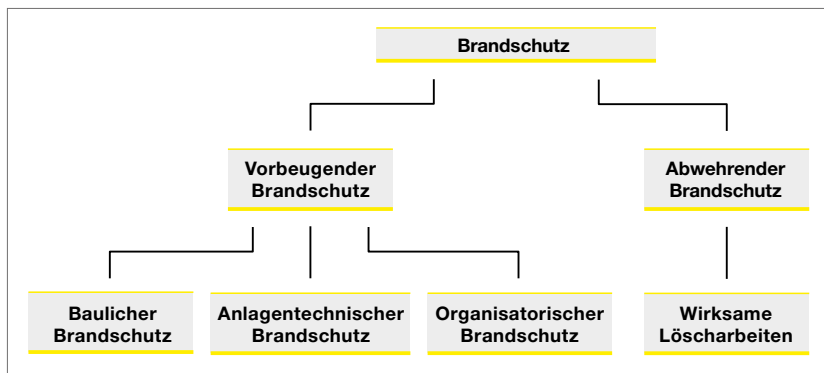 Brandschutz
Vorbeugender
Brandschutz
Abwehrender
Brandschutz
Baulicher
Brandschutz
Anlagentechnischer
Brandschutz
Organisatorischer
Brandschutz
Wirksame
Löscharbeiten